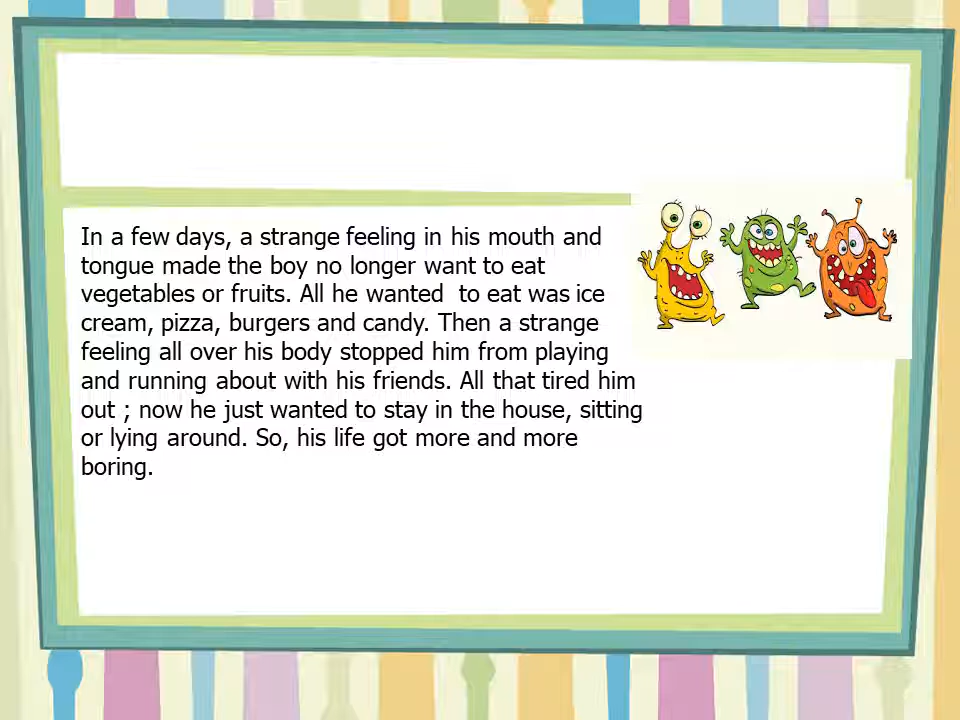 In a few days, a strange feeling in his mouth and
tongue made the boy no longer want to eat
vegetables or fruits. All he wanted  to eat was ice
cream, pizza, burgers and candy. Then a strange
feeling all over his body stopped him from playing
and running about with his friends. All that tired him
out ; now he just wanted to stay in the house, sitting
or lying around. So, his life got more and more
boring.